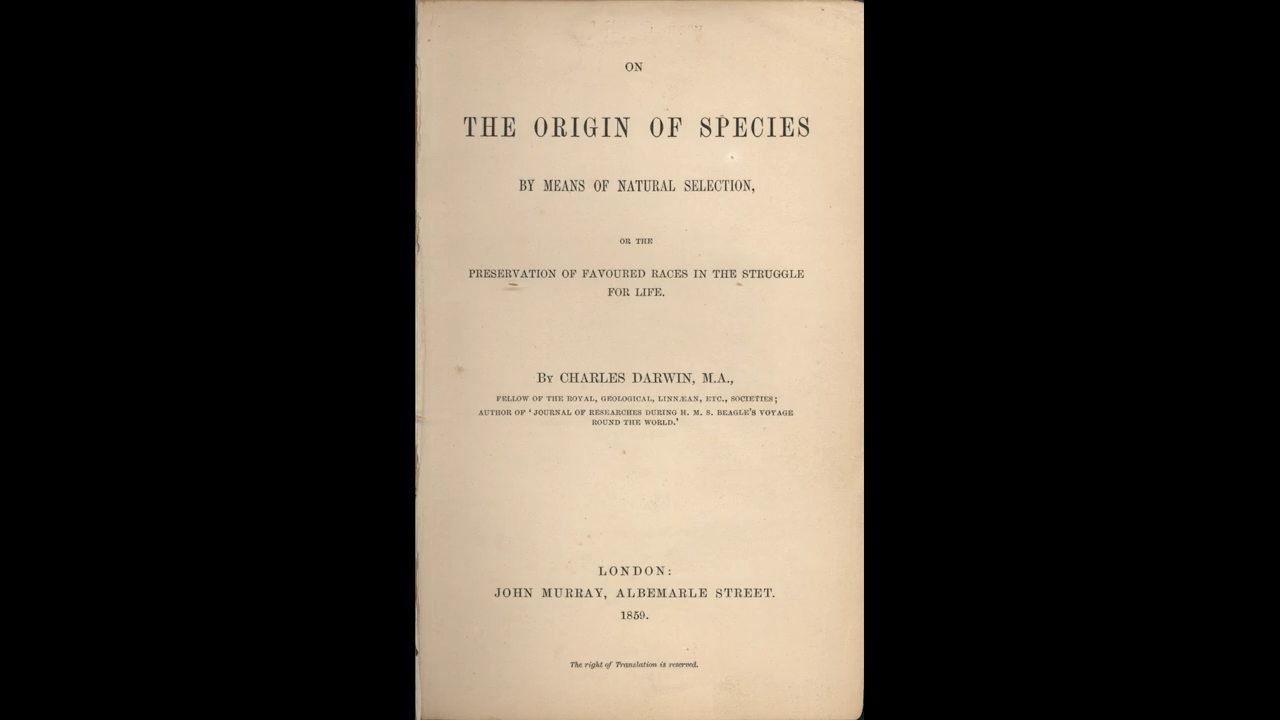 ON
THE ORIGIN OF SPECIES
BY MEANS OF NATURAL SELECTION,
OR THE
PRESERVATION OF FAVOURED RACES IN THE STRUGGLE
FOR LIFE.
By CHARLES DARWIN, M.A.,
FELLOW OF THE ROYAL, GEOLOGICAL, LINNÆAN, ETC., SOCIETIES;
AUTHOR OF ‘JOURNAL OF RESEARCHES DURING H. M. S. BEAGLE’S VOYAGE
ROUND THE WORLD.’
LONDON:
JOHN MURRAY, ALBEMARLE STREET.
1859.
The right of Translation is reserved.